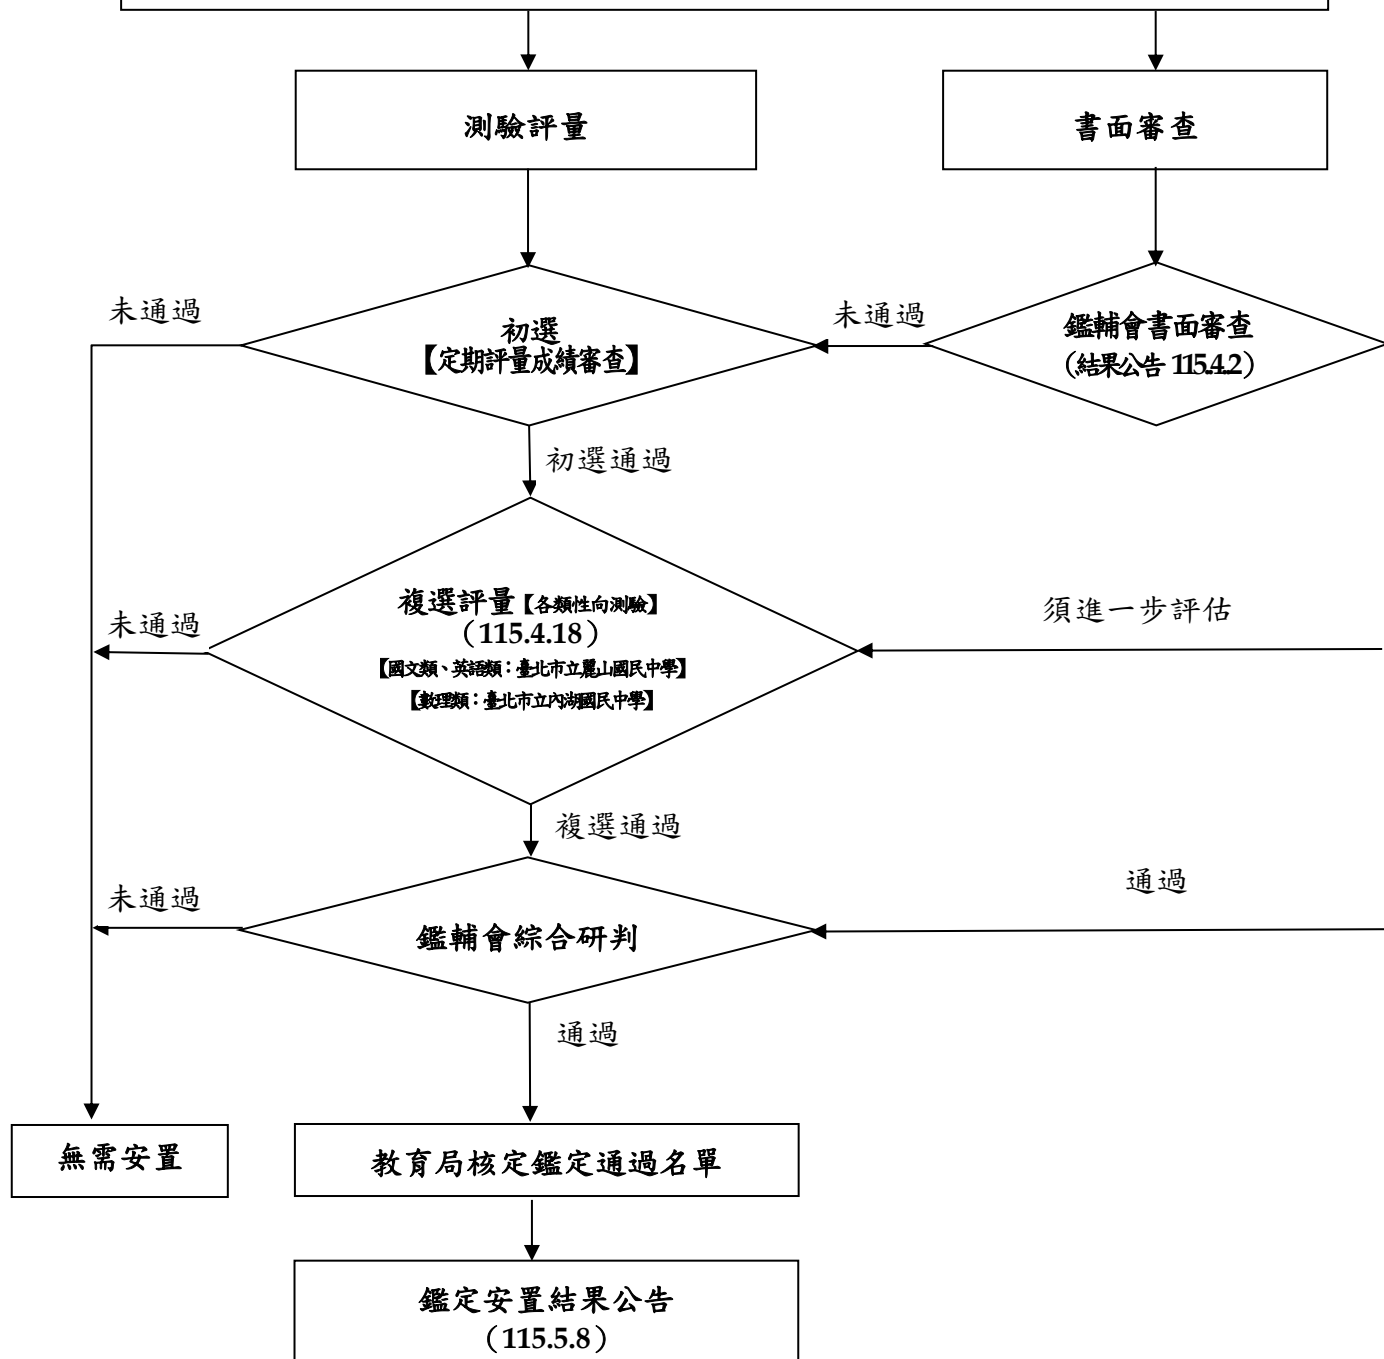 測驗評量
書面審查
未通過
初選
【定期評量成績審查】
未通過
鑑輔會書面審查
（結果公告 115.4.2）
初選通過
複選評量【各類性向測驗】
（115.4.18）
【國文類、英語類：臺北市立麗山國民中學】
【數理類：臺北市立內湖國民中學】
未通過
須進一步評估
複選通過
未通過
鑑輔會綜合研判
通過
通過
無需安置
教育局核定鑑定通過名單
鑑定安置結果公告
（115.5.8）